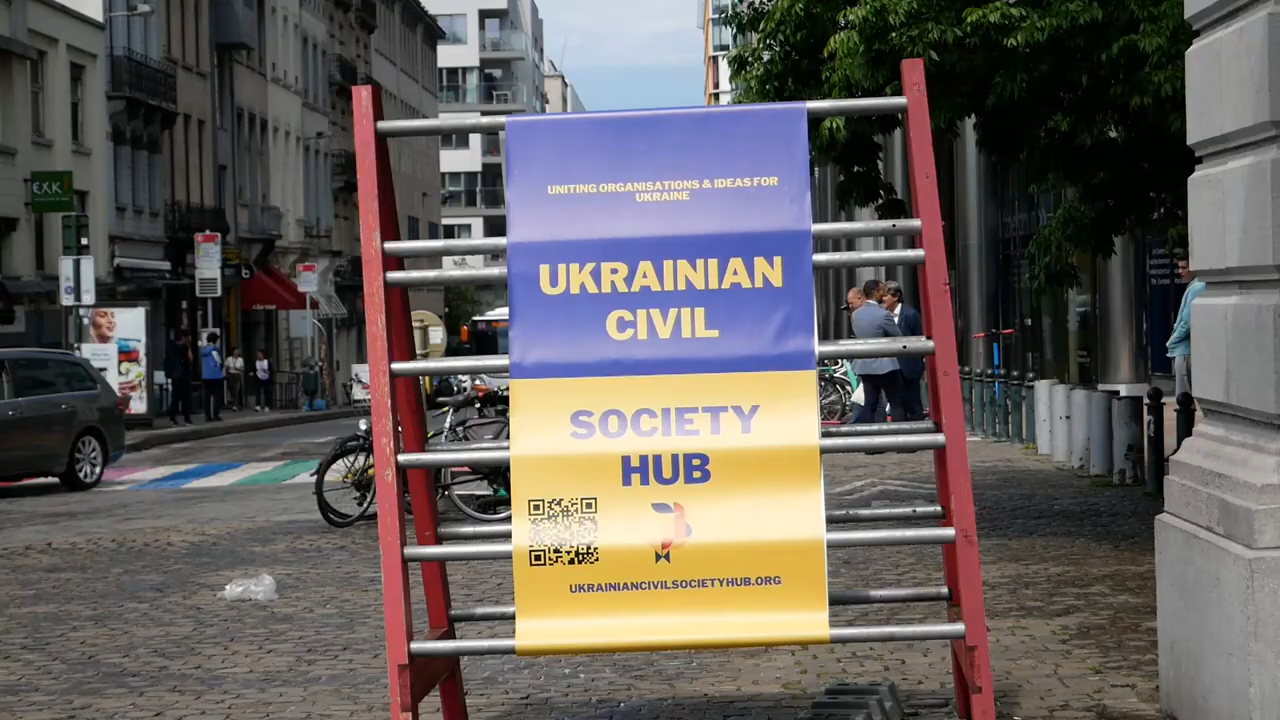 UNITING ORGANISATIONS & IDEAS FOR
UKRAINE
UKRAINIAN
CIVIL
SOCIETY
HUB
UKRAINIANCIVILSOCIETYHUB.ORG
EXKi